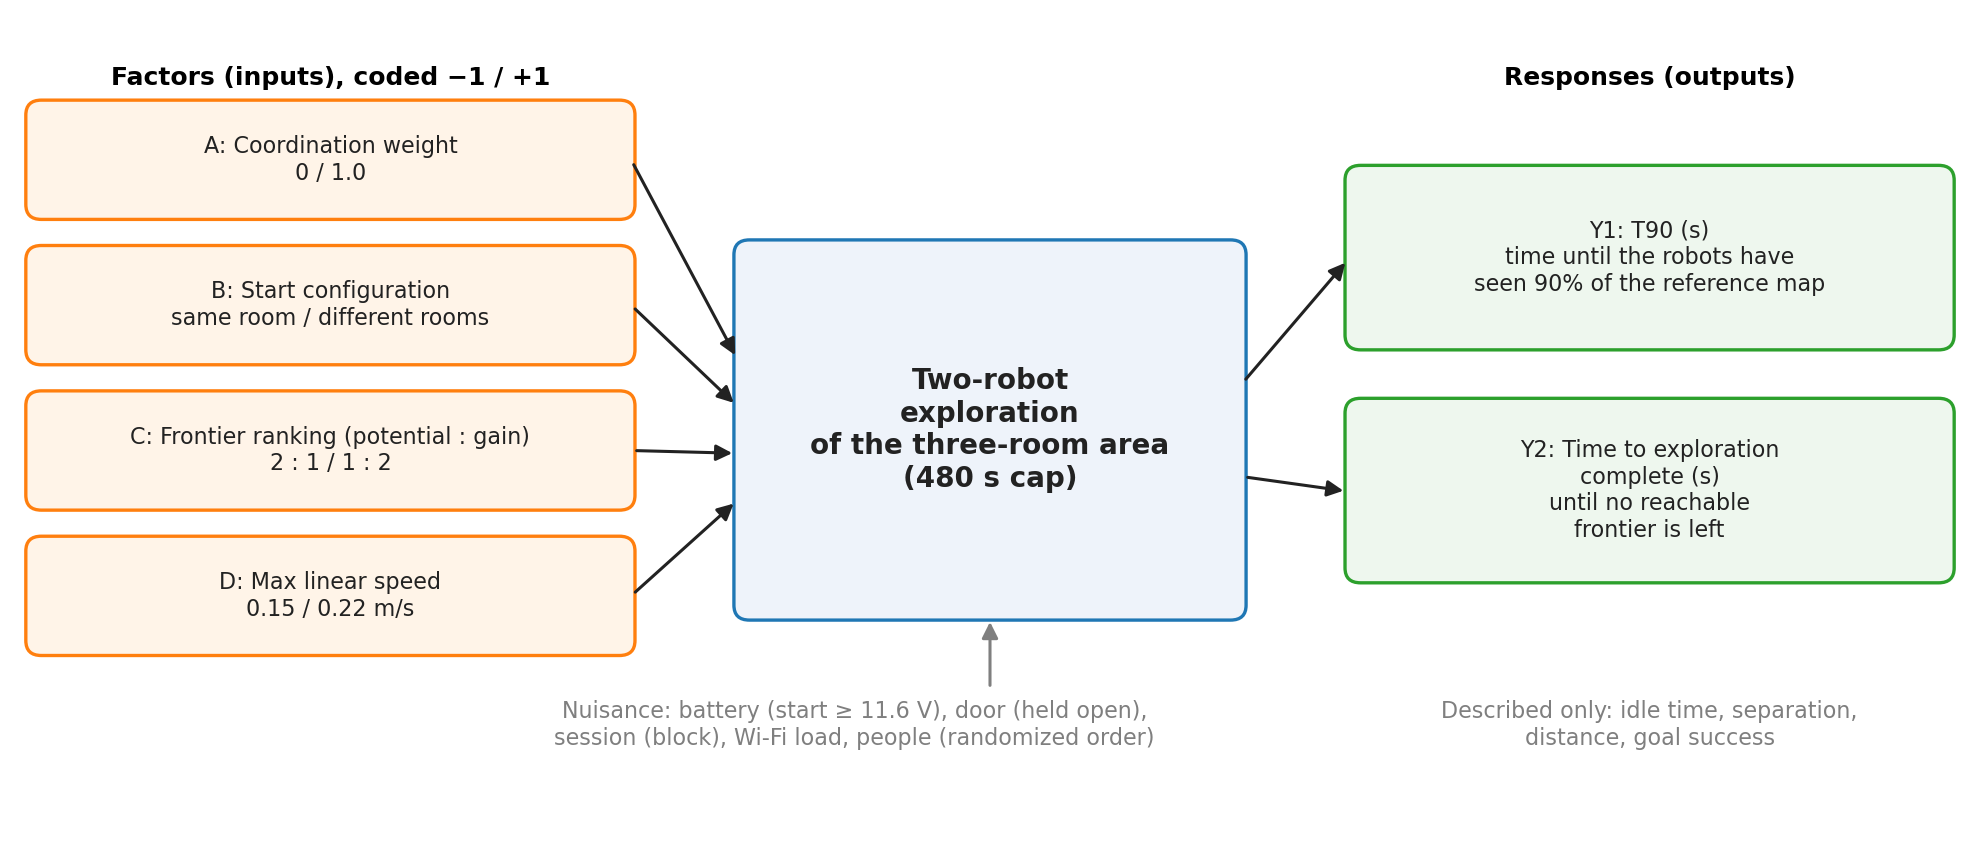 Factors (inputs), coded −1 / +1
A: Coordination weight
0 / 1.0
B: Start configuration
same room / different rooms
C: Frontier ranking (potential : gain)
2 : 1 / 1 : 2
D: Max linear speed
0.15 / 0.22 m/s
Two-robot
exploration
of the three-room area
(480 s cap)
Nuisance: battery (start ≥ 11.6 V), door (held open),
session (block), Wi-Fi load, people (randomized order)
Responses (outputs)
Y1: T90 (s)
time until the robots have
seen 90% of the reference map
Y2: Time to exploration
complete (s)
until no reachable
frontier is left
Described only: idle time, separation,
distance, goal success